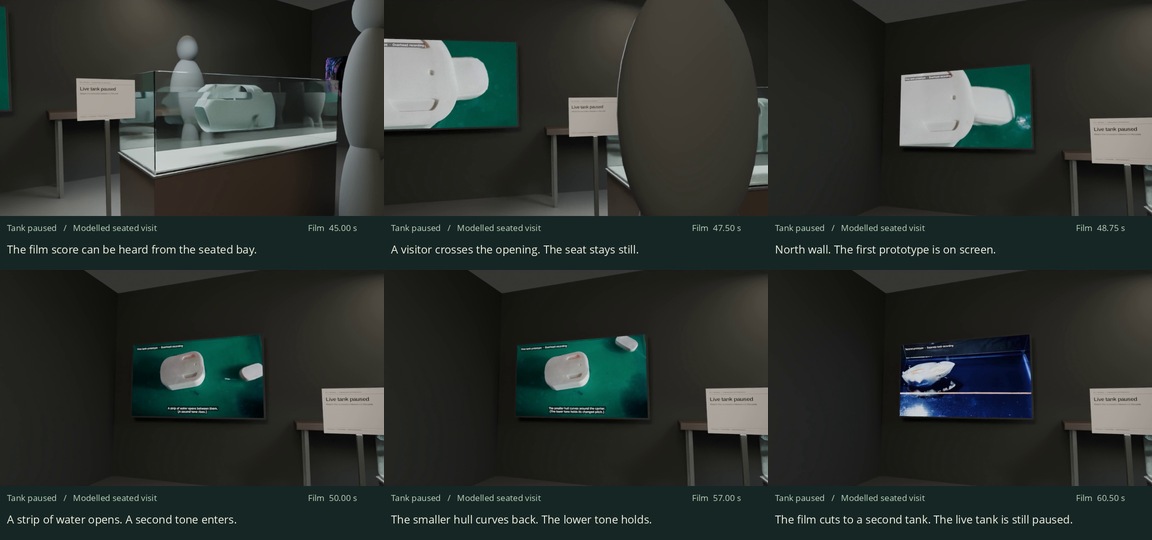 Live tank paused
Tank paused / Modelled seated visit Film 45.00 s
The film score can be heard from the seated bay.
Live tank paused
Tank paused / Modelled seated visit Film 47.50 s
A visitor crosses the opening. The seat stays still.
Live tank paused
Tank paused / Modelled seated visit Film 48.75 s
North wall. The first prototype is on screen.
A strip of water opens between them.
Live tank paused
Tank paused / Modelled seated visit Film 50.00 s
A strip of water opens. A second tone enters.
Live tank paused
Tank paused / Modelled seated visit Film 57.00 s
The smaller hull curves back. The lower tone holds.
Live tank paused
Tank paused / Modelled seated visit Film 60.50 s
The film cuts to a second tank. The live tank is still paused.